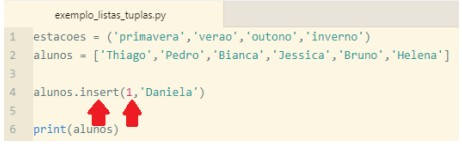 exemplo_listas_tuplas.py
1 estacoes = ('primavera','verao','outono','inverno')
2 alunos = ['Thiago','Pedro','Bianca','Jessica','Bruno','Helena']
3
4 alunos.insert(1,'Daniela')
5
6 print(alunos)